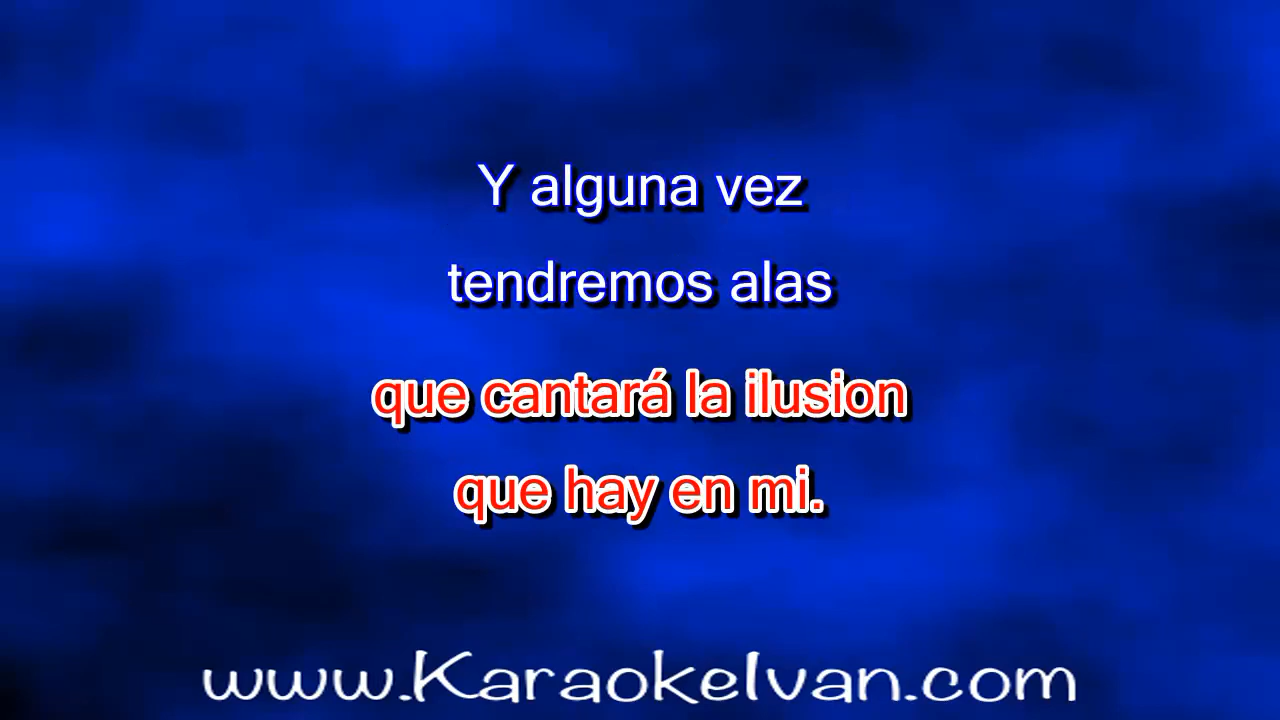 Y alguna vez
tendremos alas
que cantará la ilusion
que hay en mi.
www.KaraokeIvan.com